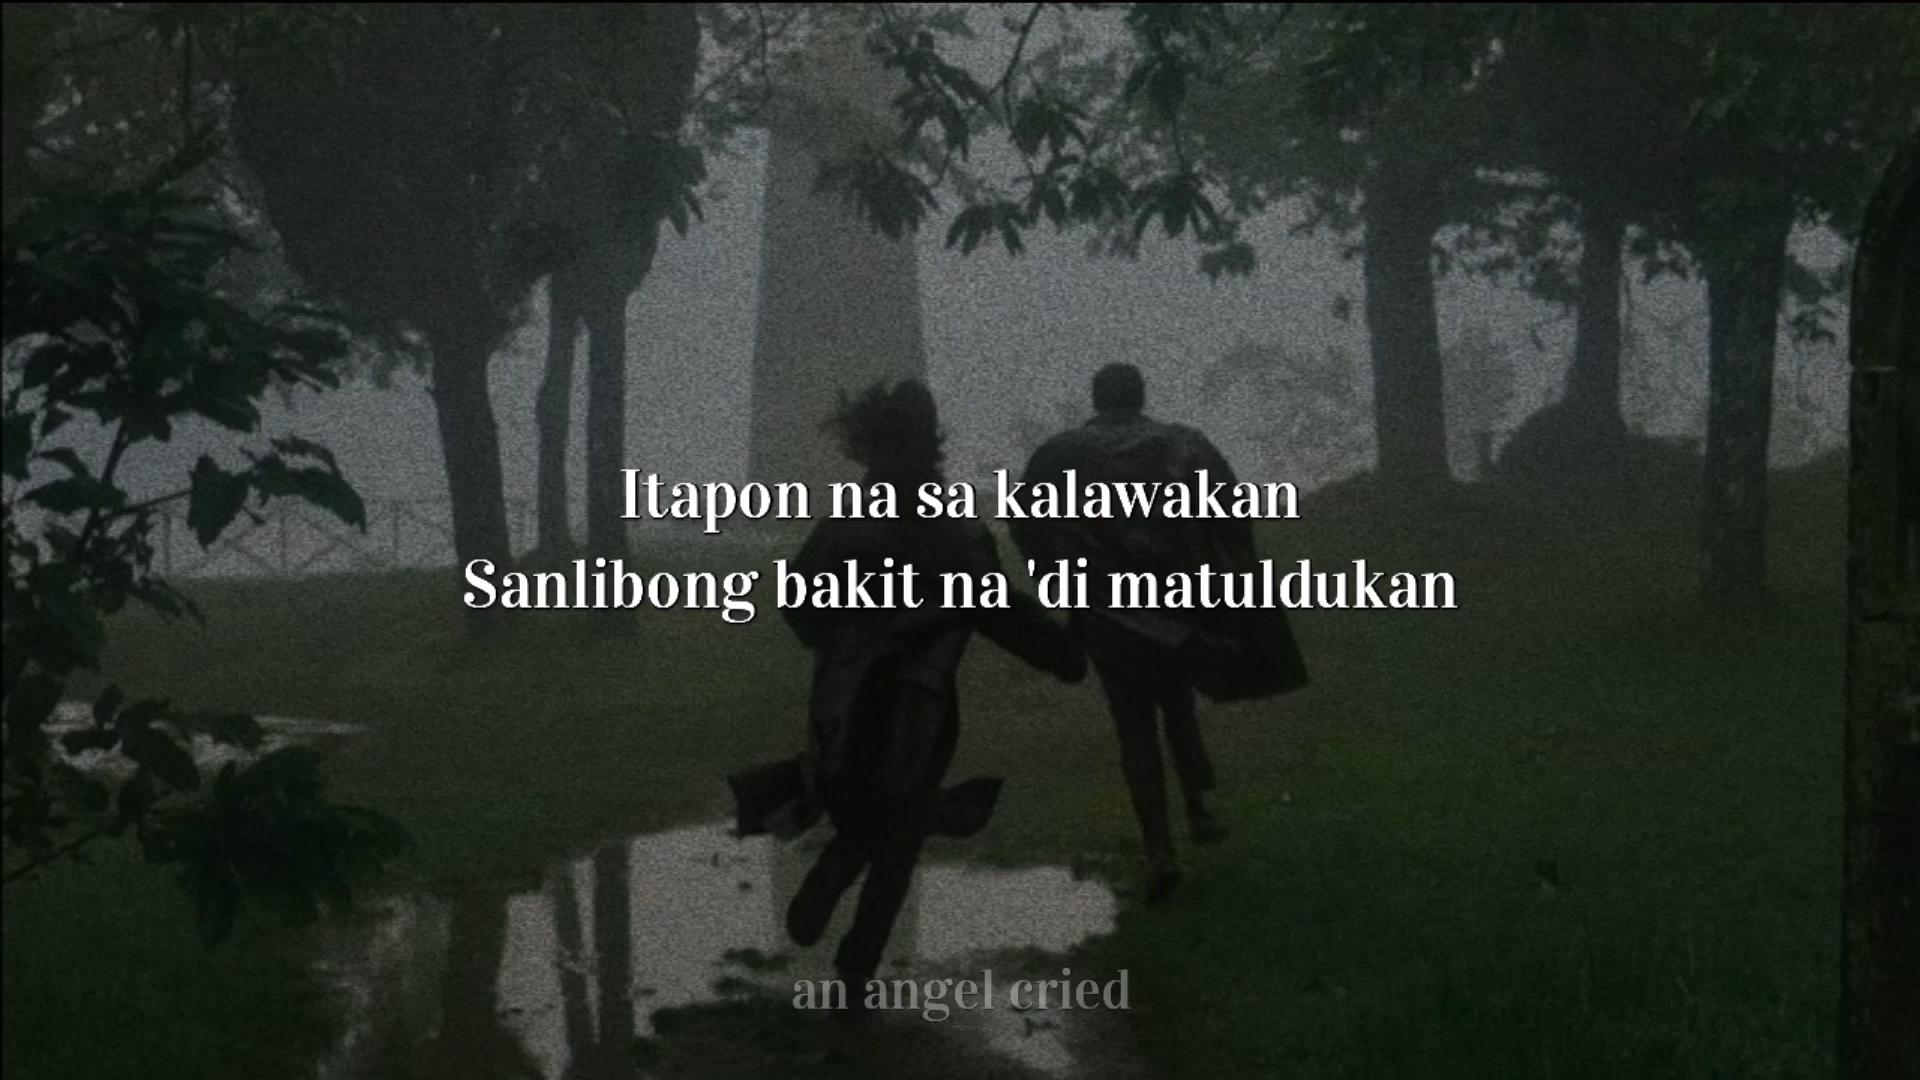 Itapon na sa kalawakan
Sanlibong bakit na 'di matuldukan
an angel cried